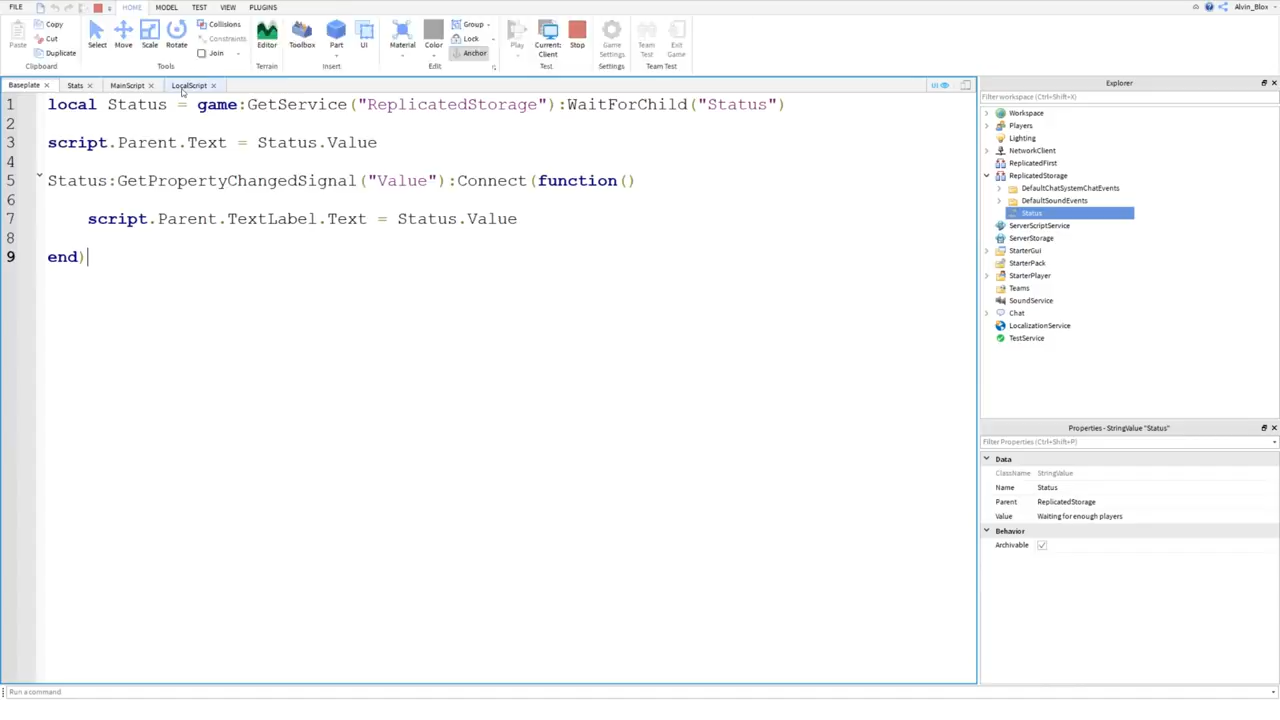 FILE HOME MODEL TEST VIEW PLUGINS Alvin_Blox
Paste Copy Cut Duplicate Select Move Scale Rotate Collisions Constraints Join Editor Toolbox Part UI Material Color Group Lock Anchor Play Current: Client Stop Game Settings Team Test Exit Game
Clipboard Tools Terrain Insert Edit Test Settings Team Test
Baseplate Stats MainScript LocalScript UI
1 local Status = game:GetService("ReplicatedStorage"):WaitForChild("Status")
2
3 script.Parent.Text = Status.Value
4
5 Status:GetPropertyChangedSignal("Value"):Connect(function()
6
7 script.Parent.TextLabel.Text = Status.Value
8
9 end)
Explorer
Filter workspace (Ctrl+Shift+X)
Workspace
Players
Lighting
NetworkClient
ReplicatedFirst
ReplicatedStorage
DefaultChatSystemChatEvents
DefaultSoundEvents
Status
ServerScriptService
ServerStorage
StarterGui
StarterPack
StarterPlayer
Teams
SoundService
Chat
LocalizationService
TestService
Properties - StringValue "Status"
Filter Properties (Ctrl+Shift+P)
Data
ClassName StringValue
Name Status
Parent ReplicatedStorage
Value Waiting for enough players
Behavior
Archivable
Run a command